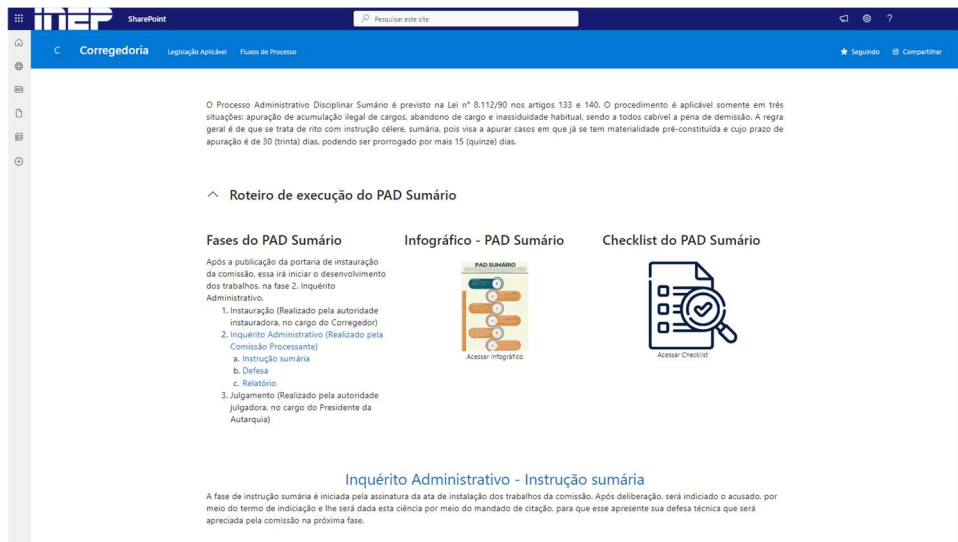 inep
SharePoint
Pesquisar este site
?
C
Corregedoria
Legislação Aplicável
Fluxos de Processo
Seguindo
Compartilhar
O Processo Administrativo Disciplinar Sumário é previsto na Lei n° 8.112/90 nos artigos 133 e 140. O procedimento é aplicável somente em três
situações: apuração de acumulação ilegal de cargos, abandono de cargo e inassiduidade habitual, sendo a todos cabível a pena de demissão. A regra
geral é de que se trata de rito com instrução célere, sumária, pois visa a apurar casos em que já se tem materialidade pré-constituída e cujo prazo de
apuração é de 30 (trinta) dias, podendo ser prorrogado por mais 15 (quinze) dias.
Roteiro de execução do PAD Sumário
Fases do PAD Sumário
Após a publicação da portaria de instauração
da comissão, essa irá iniciar o desenvolvimento
dos trabalhos, na fase 2. Inquérito
Administrativo.
1. Instauração (Realizado pela autoridade
instauradora, no cargo do Corregedor)
2. Inquérito Administrativo (Realizado pela
Comissão Processante)
a. Instrução sumária
b. Defesa
c. Relatório
3. Julgamento (Realizado pela autoridade
julgadora, no cargo do Presidente da
Autarquia)
Infográfico - PAD Sumário
PAD SUMÁRIO
Acessar Infográfico
Checklist do PAD Sumário
Acessar Checklist
Inquérito Administrativo - Instrução sumária
A fase de instrução sumária é iniciada pela assinatura da ata de instalação dos trabalhos da comissão. Após deliberação, será indiciado o acusado, por
meio do termo de indiciação e lhe será dada esta ciência por meio do mandado de citação, para que esse apresente sua defesa técnica que será
apreciada pela comissão na próxima fase.